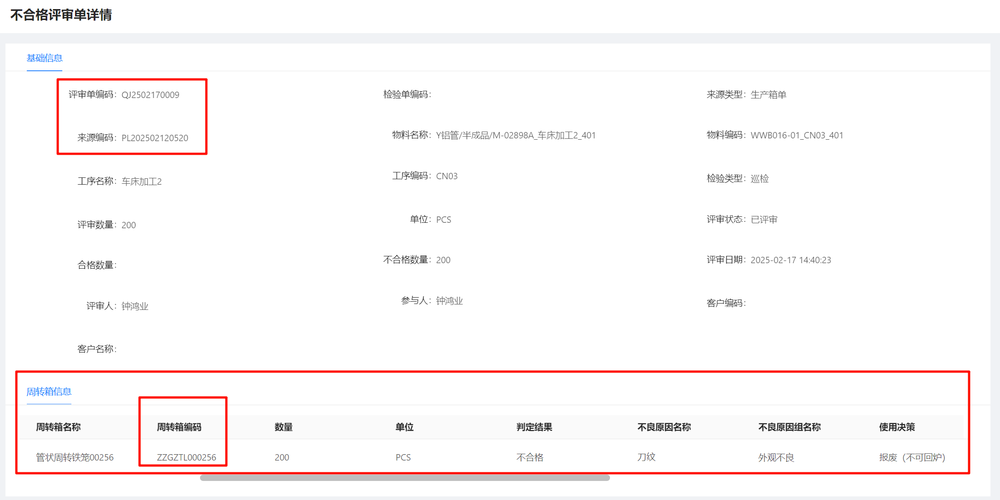 不合格评审单详情
基础信息
评审单编码：QJ2502170009 检验单编码： 来源类型：生产箱单
来源编码：PL202502120520 物料名称：Y铝管/半成品/M-02898A_车床加工2_401 物料编码：WWB016-01_CN03_401
工序名称：车床加工2 工序编码：CN03 检验类型：巡检
评审数量：200 单位：PCS 评审状态：已评审
合格数量： 不合格数量：200 评审日期：2025-02-17 14:40:23
评审人：钟鸿业 参与人：钟鸿业 客户编码：
客户名称：
周转箱信息
周转箱名称 周转箱编码 数量 单位 判定结果 不良原因名称 不良原因组名称 使用决策
管状周转铁笼00256 ZZGZTL000256 200 PCS 不合格 刀纹 外观不良 报废（不可回炉）